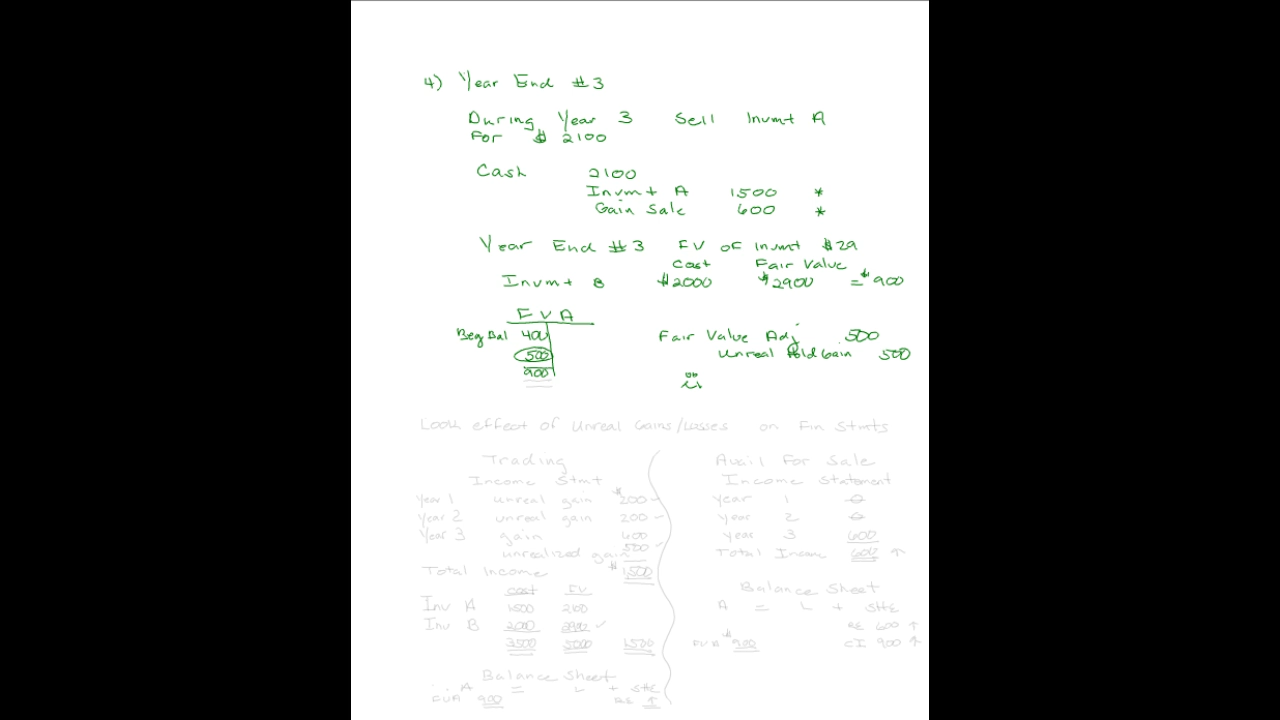 4) Year End #3
During Year 3 Sell Invmt A
For $ 2100
Cash 2100
Invmt A 1500 *
Gain Sale 600 *
Year End #3 FV of Invmt $29
Cost Fair Value
Invmt B $2000 $2900 = $900
FVA
Beg Bal 400
500
900
Fair Value Adj 500
Unreal Hold Gain 500
Look effect of Unreal Gains/Losses on Fin Stmts
Trading
Income Stmt
Year 1 unreal gain $200
Year 2 unreal gain 200
Year 3 gain 600
unrealized gain 500
Total Income $1500
Cost FV
Inv A 1500 2100
Inv B 2000 2900
3500 5000 1500
Balance Sheet
A = L + SHE
FVA 900 RE ↑
Avail For Sale
Income Statement
Year 1 0
Year 2 0
Year 3 600
Total Income 600 ↑
Balance Sheet
A = L + SHE
RE 600 ↑
FVA $900 CI 900 ↑